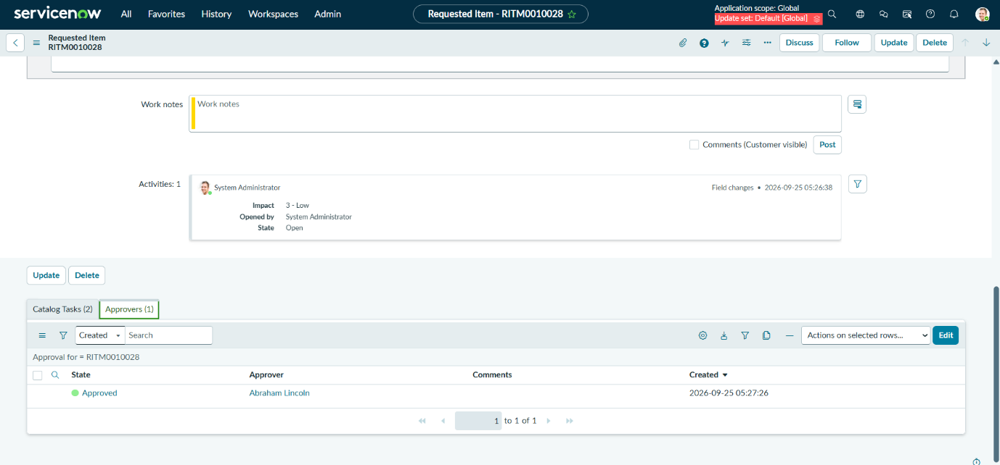 servicenow All Favorites History Workspaces Admin Requested Item - RITM0010028 Application scope: Global
Update set: Default [Global]
Requested Item
RITM0010028
Discuss Follow Update Delete
Work notes Work notes
Comments (Customer visible) Post
Activities: 1 System Administrator Field changes • 2026-09-25 05:26:38
Impact 3 - Low
Opened by System Administrator
State Open
Update Delete
Catalog Tasks (2) Approvers (1)
Created Search Actions on selected rows... Edit
Approval for = RITM0010028
State Approver Comments Created
Approved Abraham Lincoln 2026-09-25 05:27:26
1 to 1 of 1